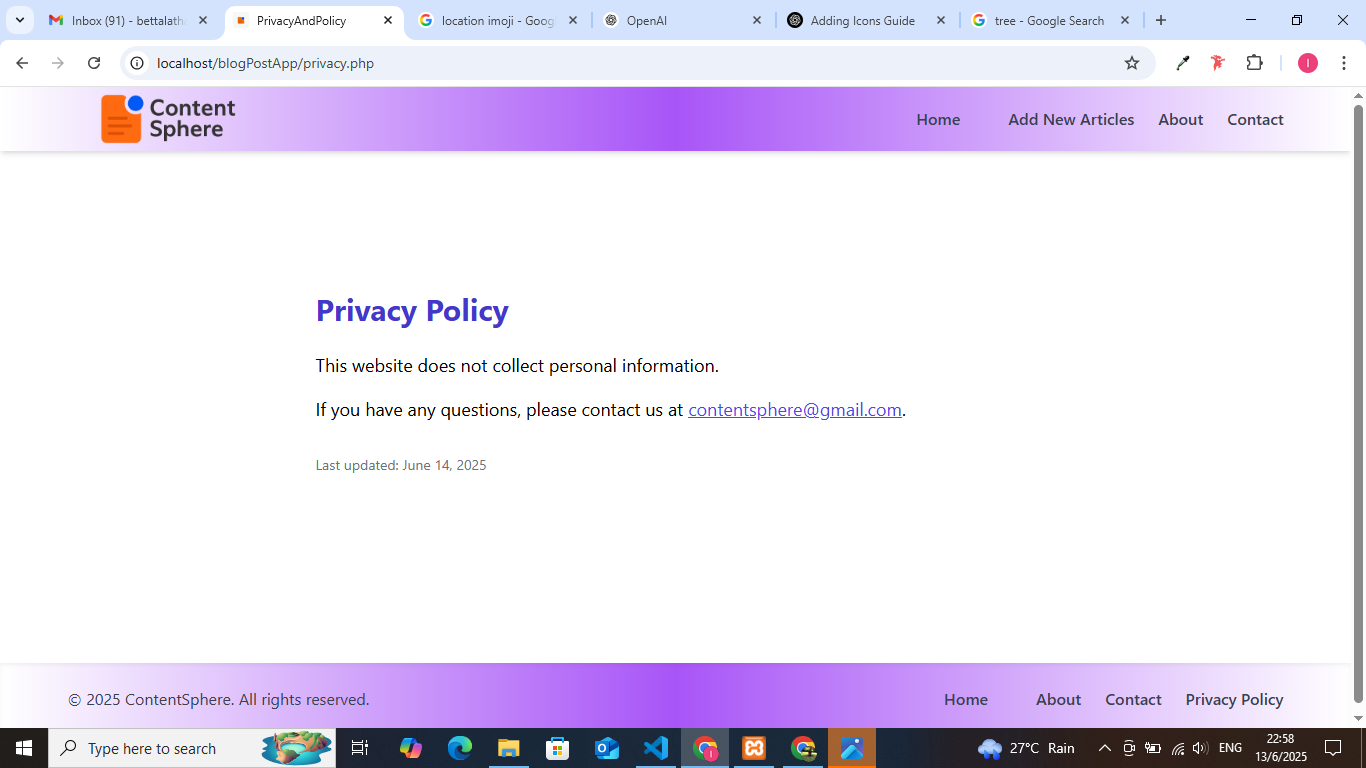 Inbox (91) - bettalatha
PrivacyAndPolicy
location imoji - Goog
OpenAI
Adding Icons Guide
tree - Google Search
localhost/blogPostApp/privacy.php
I
Content
Sphere
Home
Add New Articles
About
Contact
Privacy Policy
This website does not collect personal information.
If you have any questions, please contact us at contentsphere@gmail.com.
Last updated: June 14, 2025
© 2025 ContentSphere. All rights reserved.
Home
About
Contact
Privacy Policy
Type here to search
27°C Rain
ENG
22:58
13/6/2025